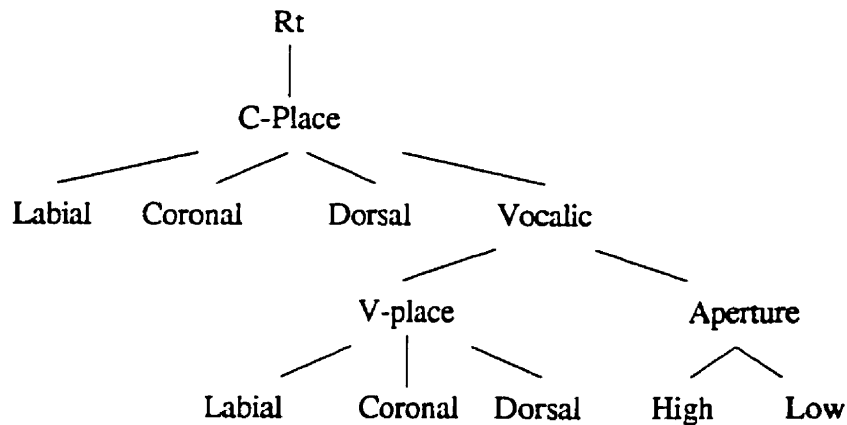 Rt
C-Place
Labial Coronal Dorsal Vocalic
V-place Aperture
Labial Coronal Dorsal High Low